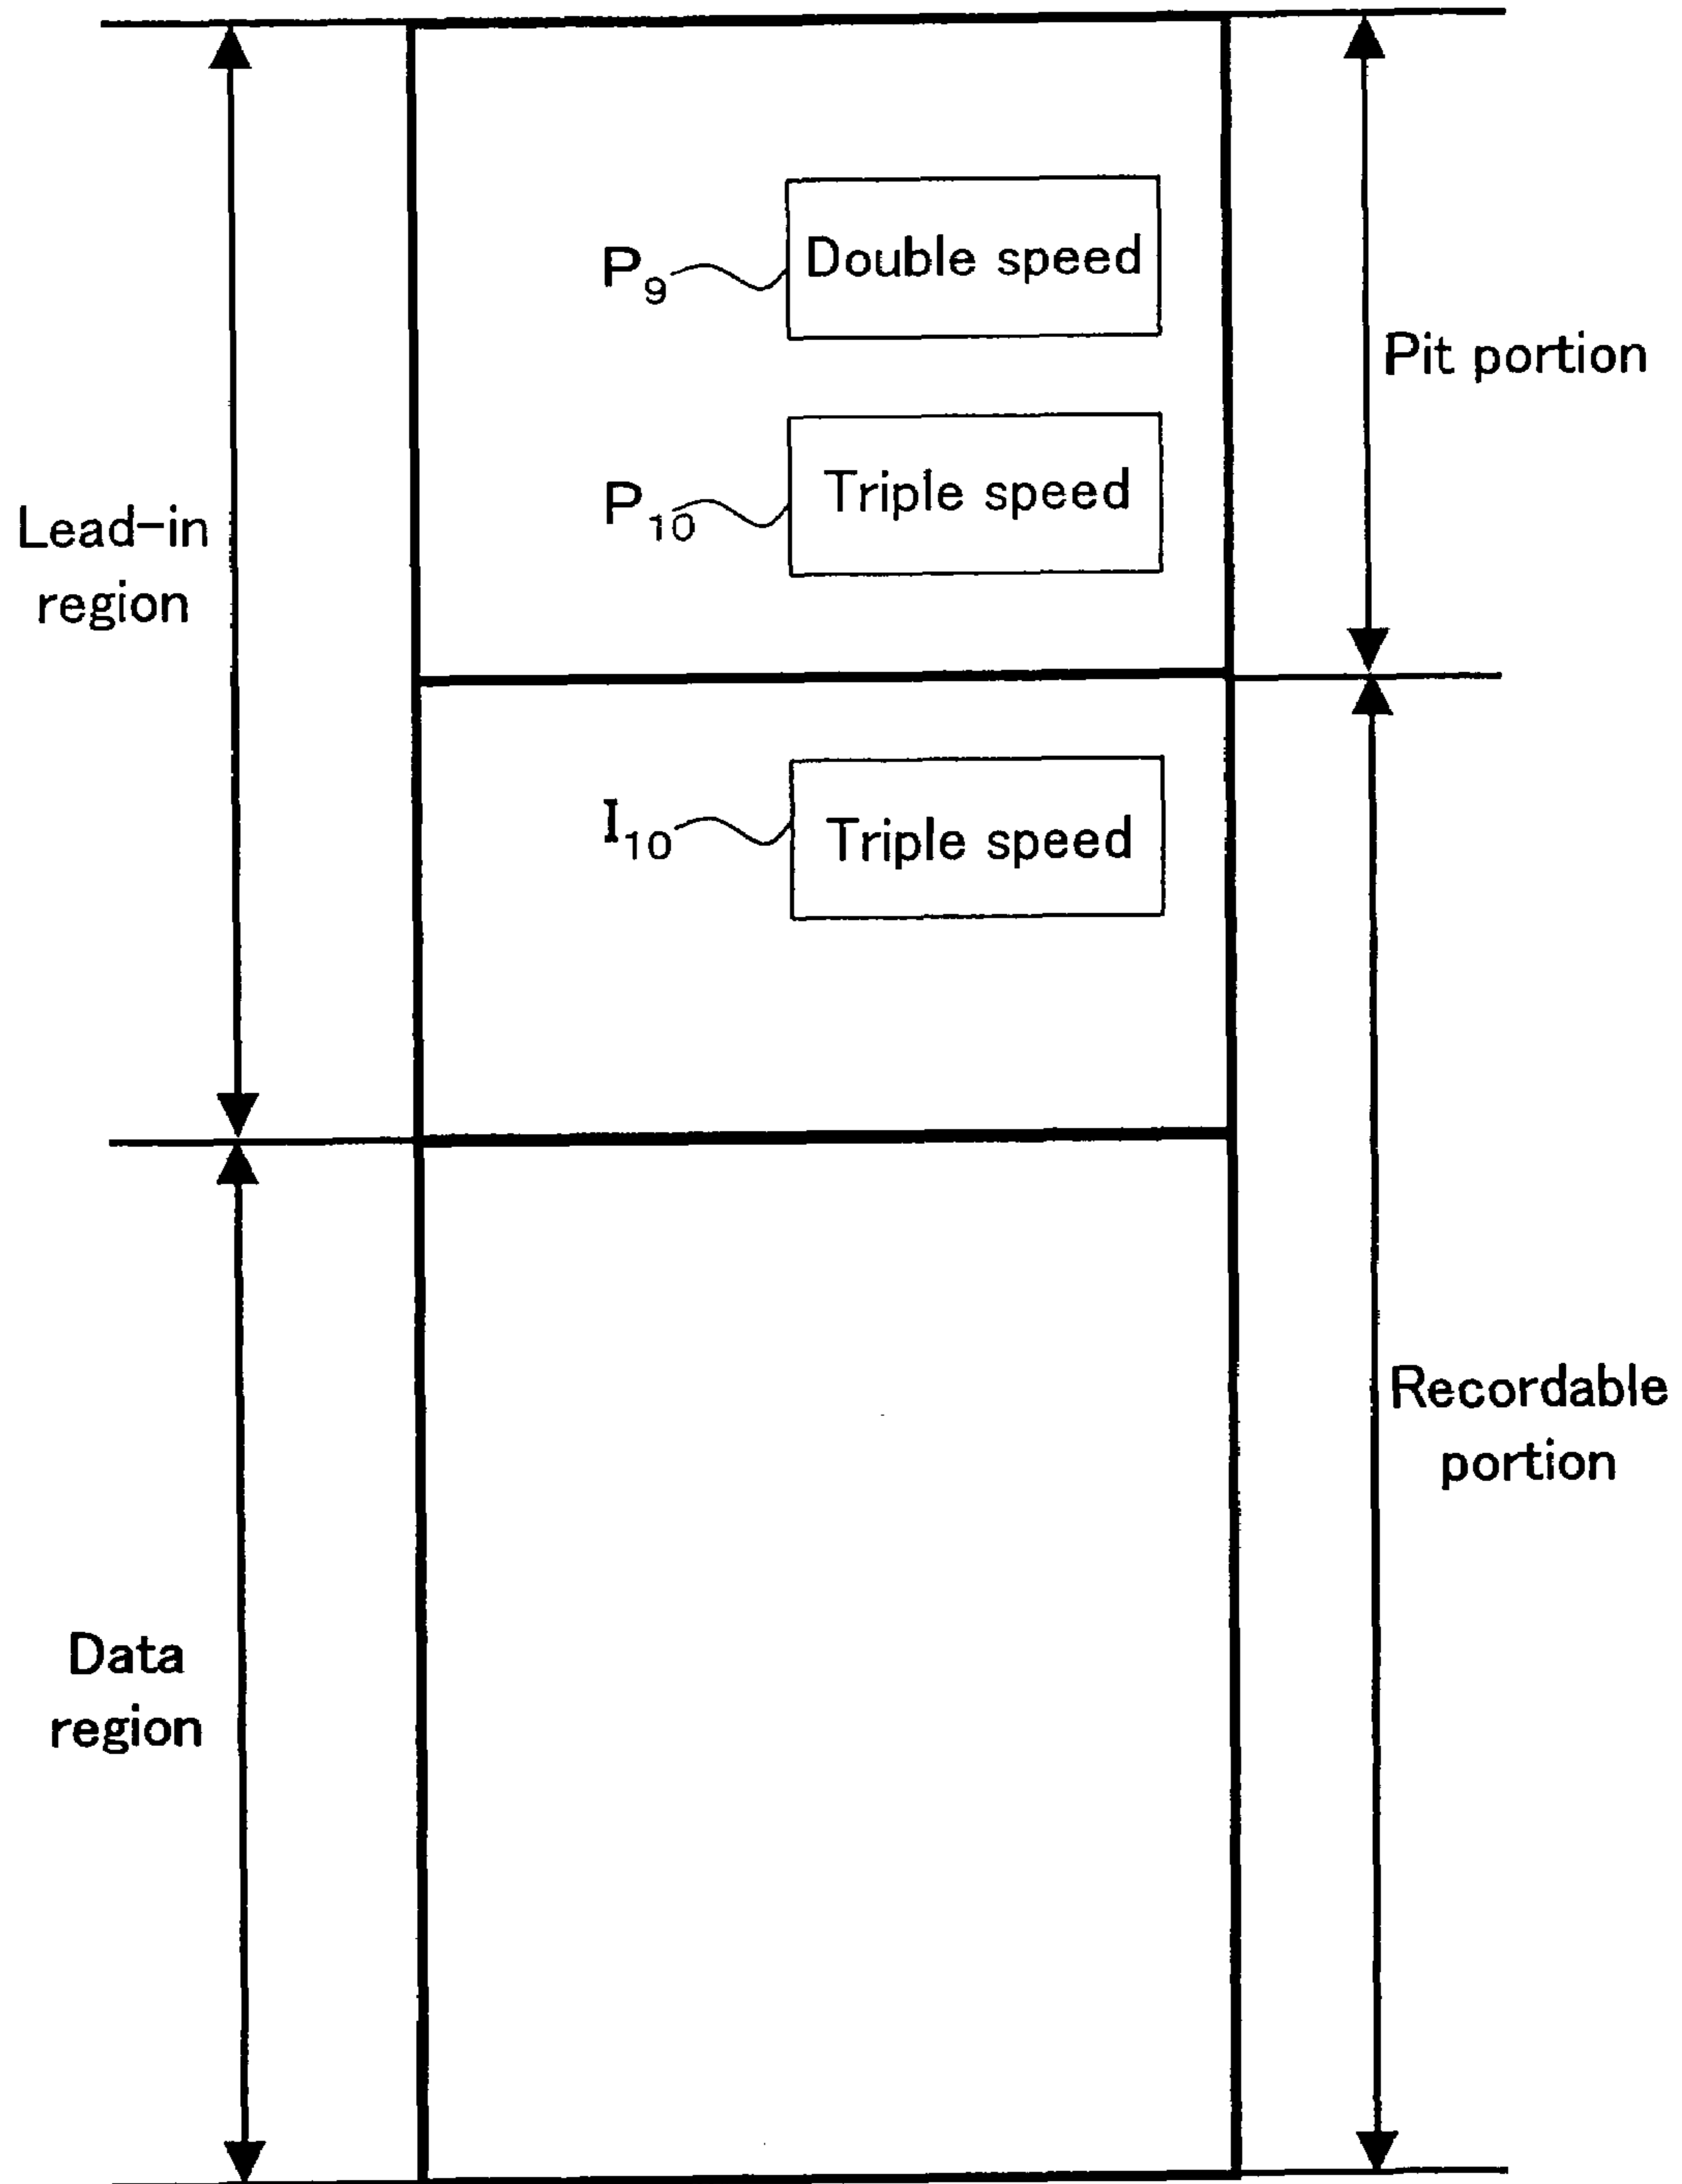 P9 Double speed
Pit portion
P10 Triple speed
Lead-in
region
I10 Triple speed
Recordable
portion
Data
region